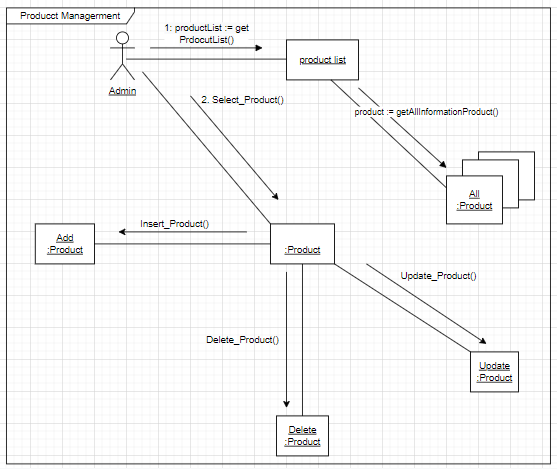 Producct Managerment
1: productList := get
PrdocutList()
product list
Admin
2. Select_Product()
product := getAllInformationProduct()
All
:Product
Insert_Product()
Add
:Product
:Product
Update_Product()
Delete_Product()
Update
:Product
Delete
:Product